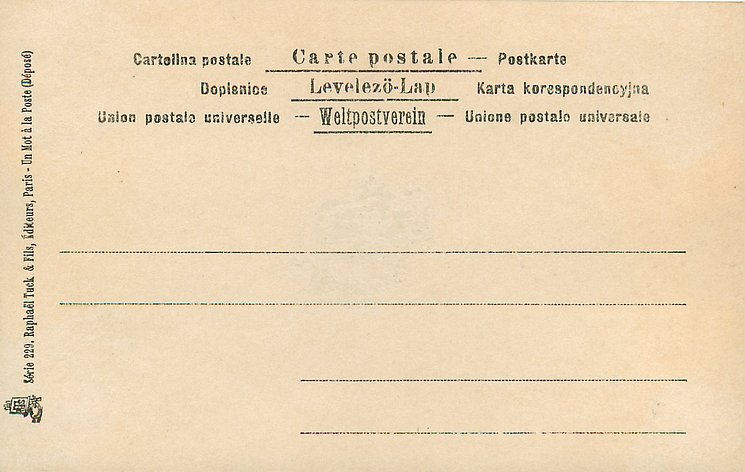 Cartolina postale Carte postale — Postkarte
Dopisnice Levelezö-Lap Karta korespondencyjna
Union postale universelle — Weltpostverein — Unione postale universale
Série 229. Raphaël Tuck & Fils, Éditeurs, Paris - Un Mot à la Poste (Déposé)